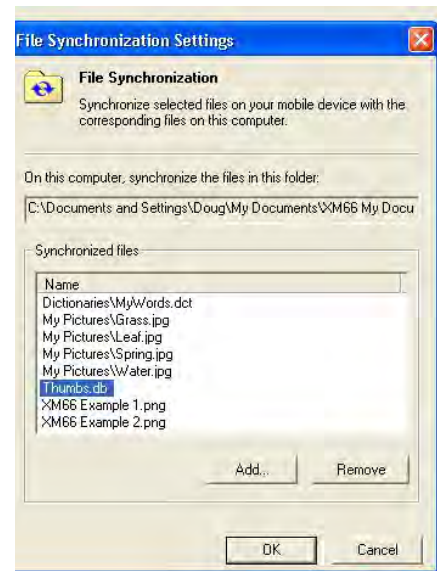 File Synchronization Settings
File Synchronization
Synchronize selected files on your mobile device with the
corresponding files on this computer.
On this computer, synchronize the files in this folder:
C:\Documents and Settings\Doug\My Documents\XM66 My Docu
Synchronized files
Name
Dictionaries\MyWords.dct
My Pictures\Grass.jpg
My Pictures\Leaf.jpg
My Pictures\Spring.jpg
My Pictures\Water.jpg
Thumbs.db
XM66 Example 1.png
XM66 Example 2.png
Add... Remove
OK Cancel